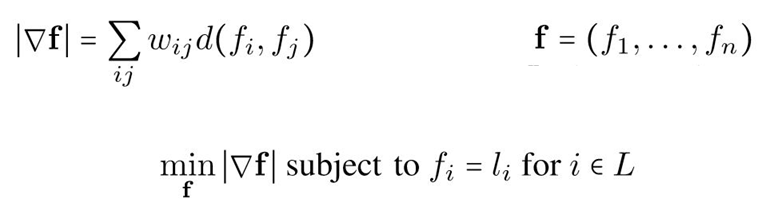 |∇f| = ∑_{ij} w_{ij} d(f_i, f_j)
f = (f_1, …, f_n)
min_f |∇f| subject to f_i = l_i for i ∈ L